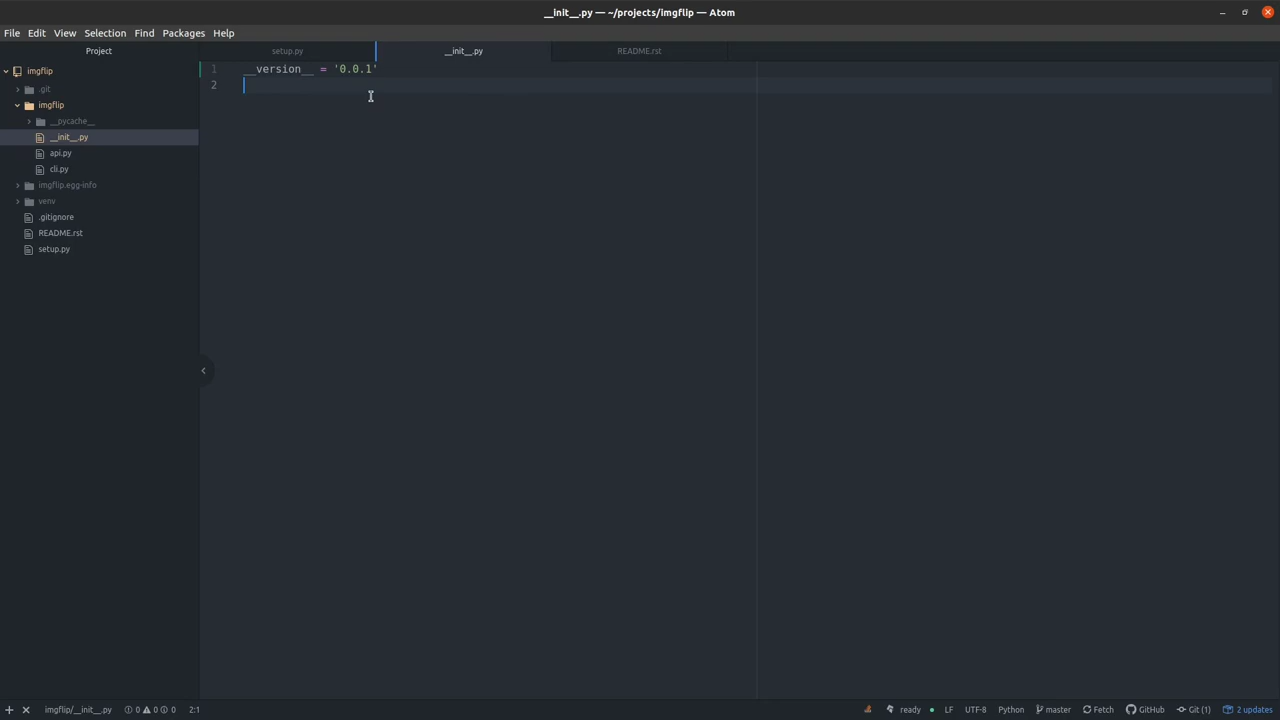 __init__.py — ~/projects/imgflip — Atom
File Edit View Selection Find Packages Help
Project
setup.py
__init__.py
README.rst
imgflip
.git
imgflip
__pycache__
__init__.py
api.py
cli.py
imgflip.egg-info
venv
.gitignore
README.rst
setup.py
1 __version__ = '0.0.1'
2
imgflip/__init__.py 0 0 0 2:1 ready LF UTF-8 Python master Fetch GitHub Git (1) 2 updates